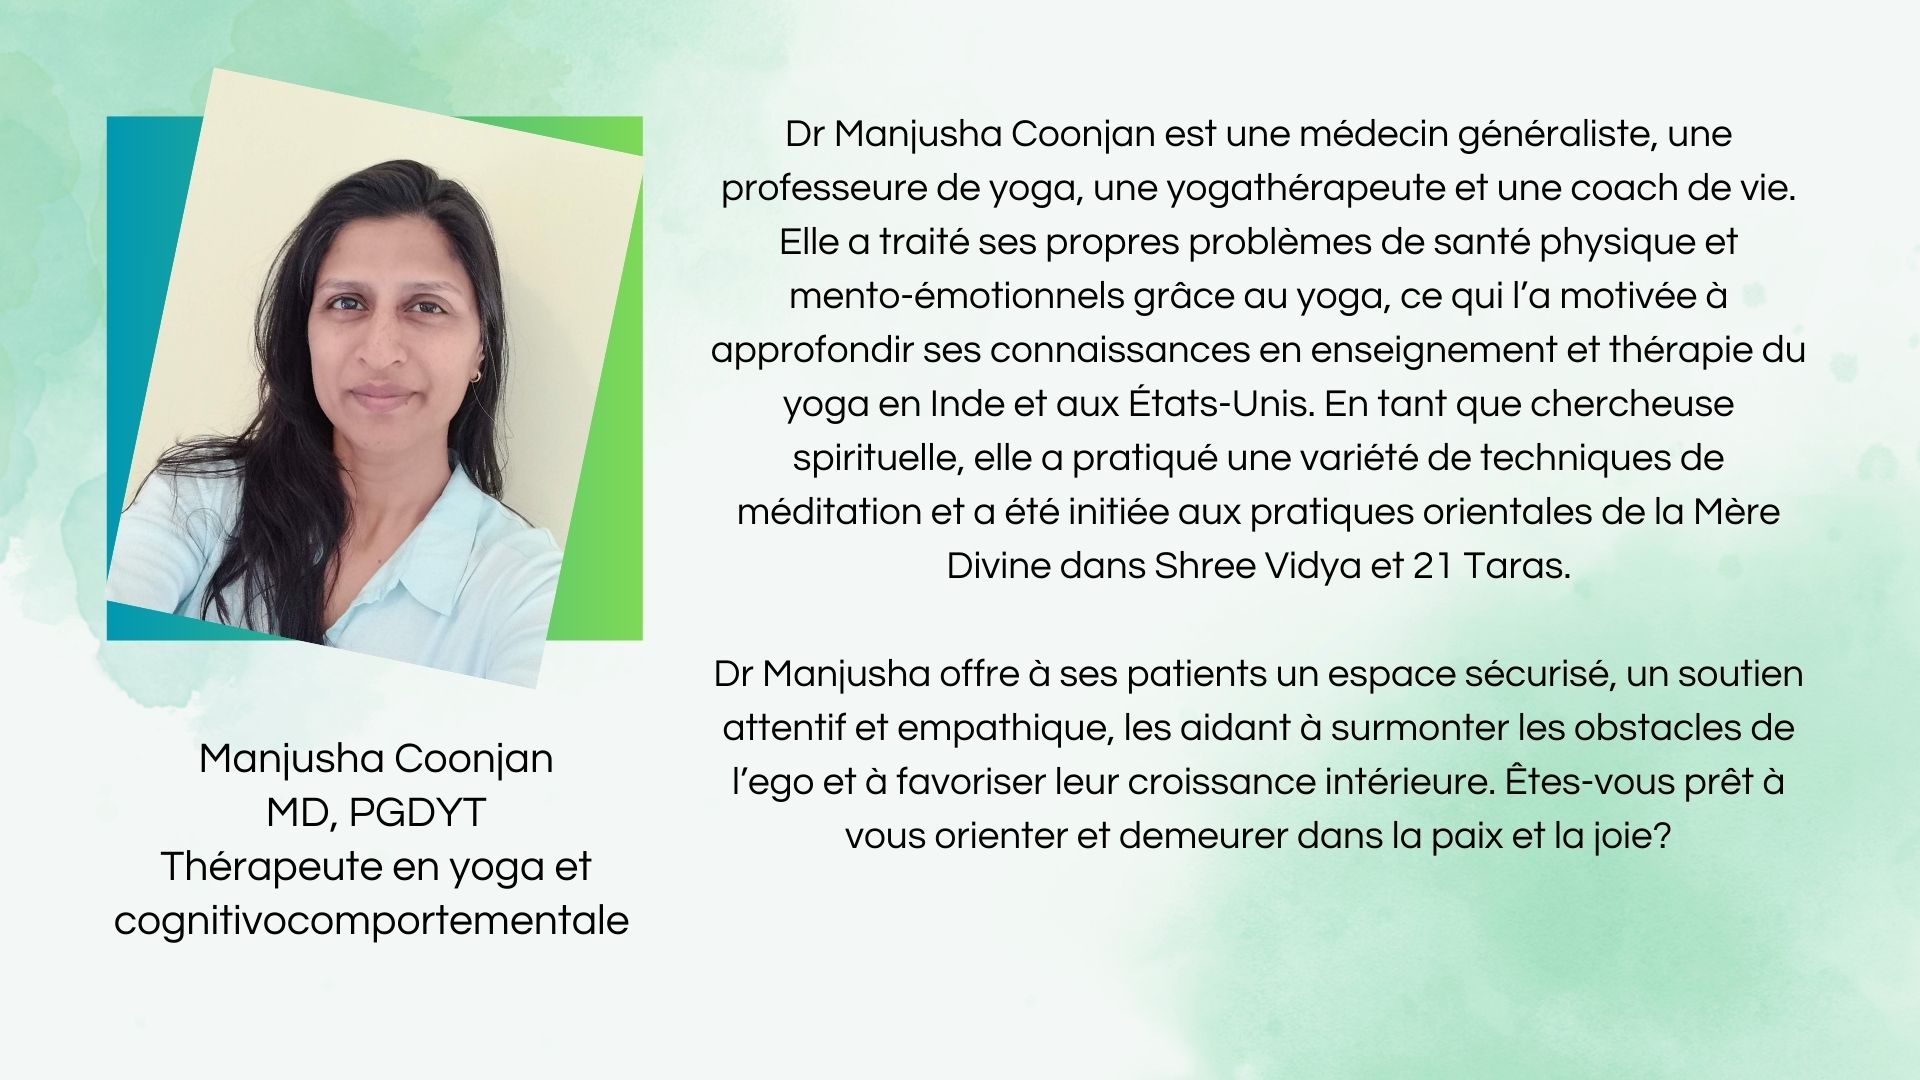 Dr Manjusha Coonjan est une médecin généraliste, une
professeure de yoga, une yogathérapeute et une coach de vie.
Elle a traité ses propres problèmes de santé physique et
mento-émotionnels grâce au yoga, ce qui l’a motivée à
approfondir ses connaissances en enseignement et thérapie du
yoga en Inde et aux États-Unis. En tant que chercheuse
spirituelle, elle a pratiqué une variété de techniques de
méditation et a été initiée aux pratiques orientales de la Mère
Divine dans Shree Vidya et 21 Taras.
Dr Manjusha offre à ses patients un espace sécurisé, un soutien
attentif et empathique, les aidant à surmonter les obstacles de
l’ego et à favoriser leur croissance intérieure. Êtes-vous prêt à
vous orienter et demeurer dans la paix et la joie?
Manjusha Coonjan
MD, PGDYT
Thérapeute en yoga et
cognitivocomportementale